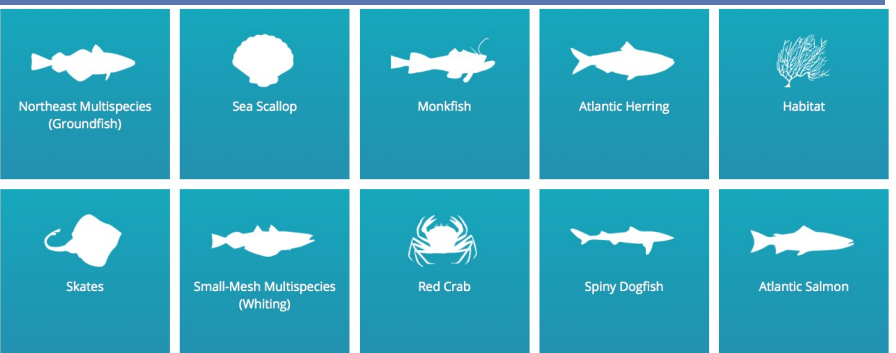 Northeast Multispecies
(Groundfish)
Sea Scallop
Monkfish
Atlantic Herring
Habitat
Skates
Small-Mesh Multispecies
(Whiting)
Red Crab
Spiny Dogfish
Atlantic Salmon